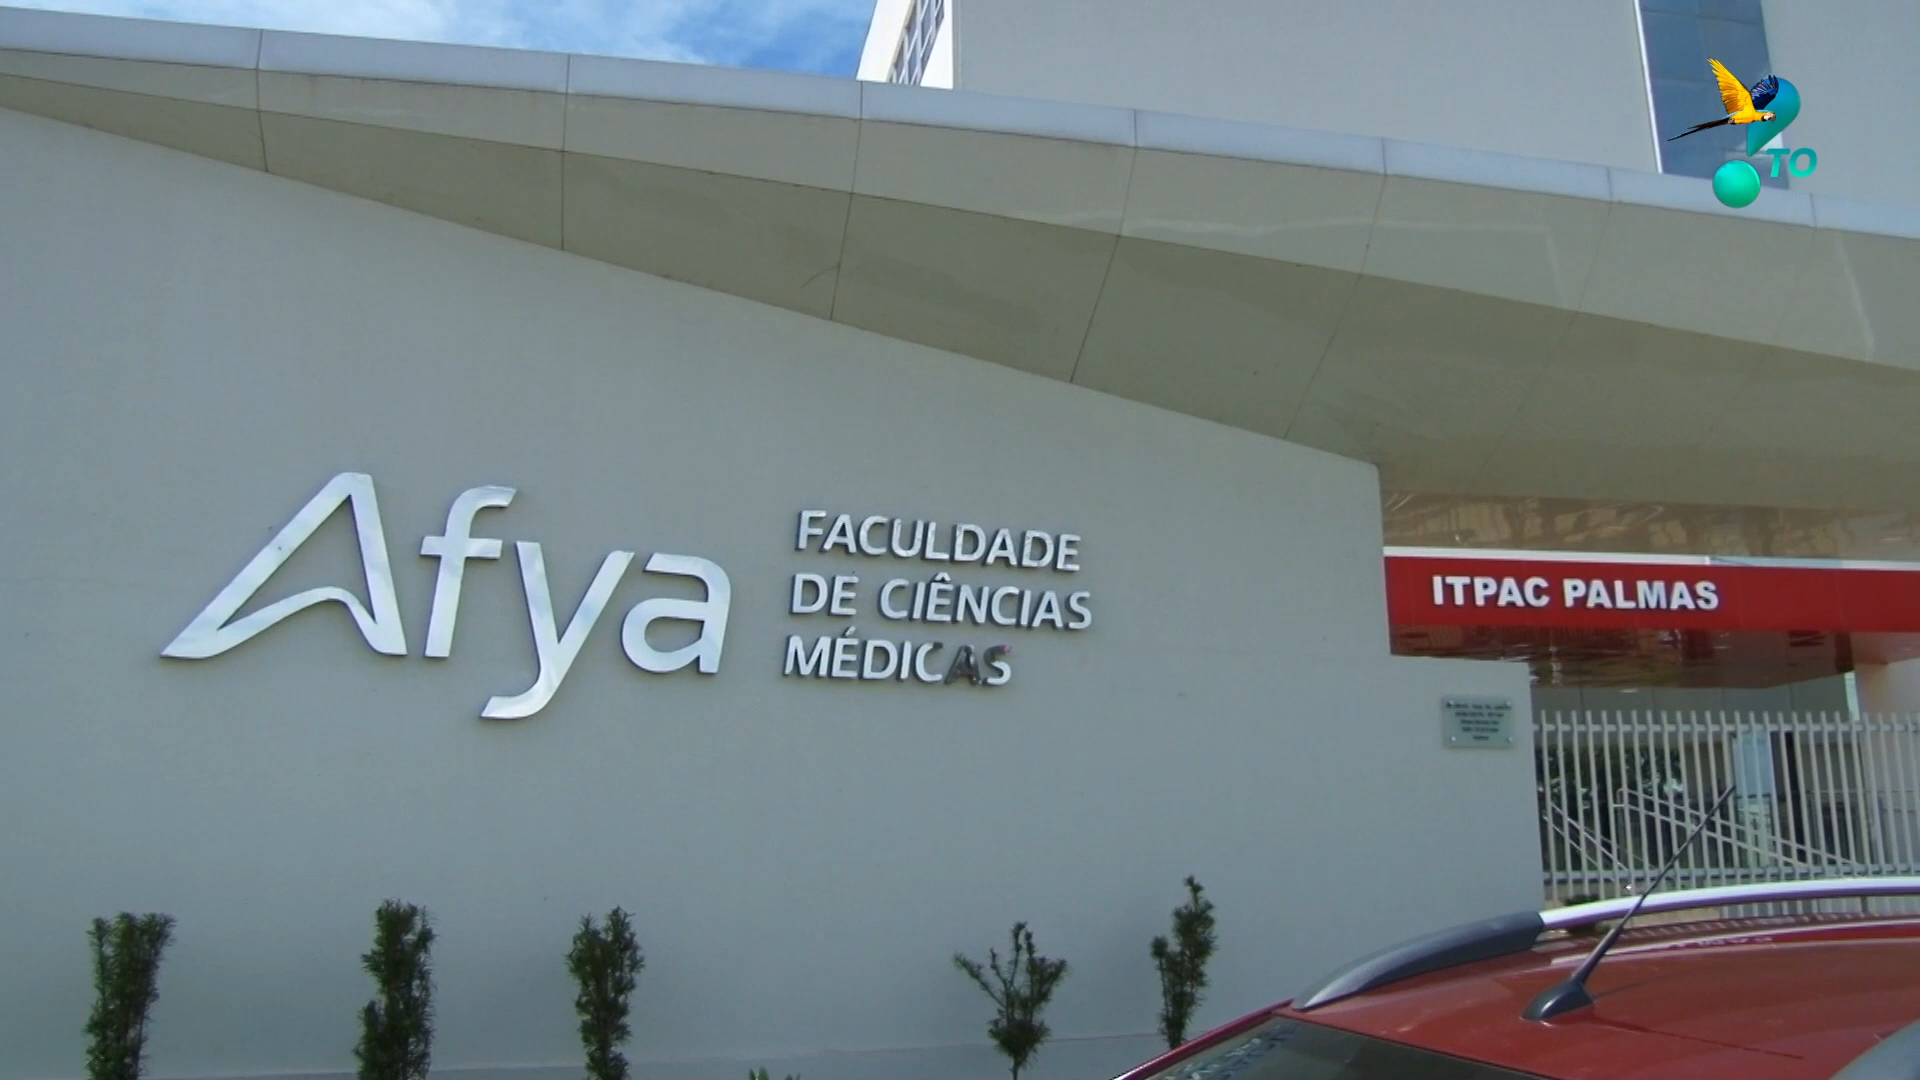 TO
Afya
FACULDADE
DE CIÊNCIAS
MÉDICAS
ITPAC PALMAS